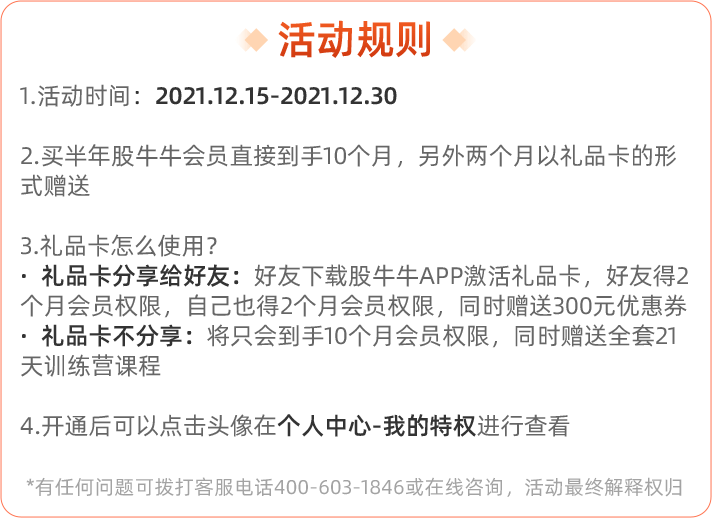 活动规则
1.活动时间：2021.12.15-2021.12.30
2.买半年股牛牛会员直接到手10个月，另外两个月以礼品卡的形
式赠送
3.礼品卡怎么使用？
· 礼品卡分享给好友：好友下载股牛牛APP激活礼品卡，好友得2
个月会员权限，自己也得2个月会员权限，同时赠送300元优惠券
· 礼品卡不分享：将只会到手10个月会员权限，同时赠送全套21
天训练营课程
4.开通后可以点击头像在个人中心-我的特权进行查看
*有任何问题可拨打客服电话400-603-1846或在线咨询，活动最终解释权归